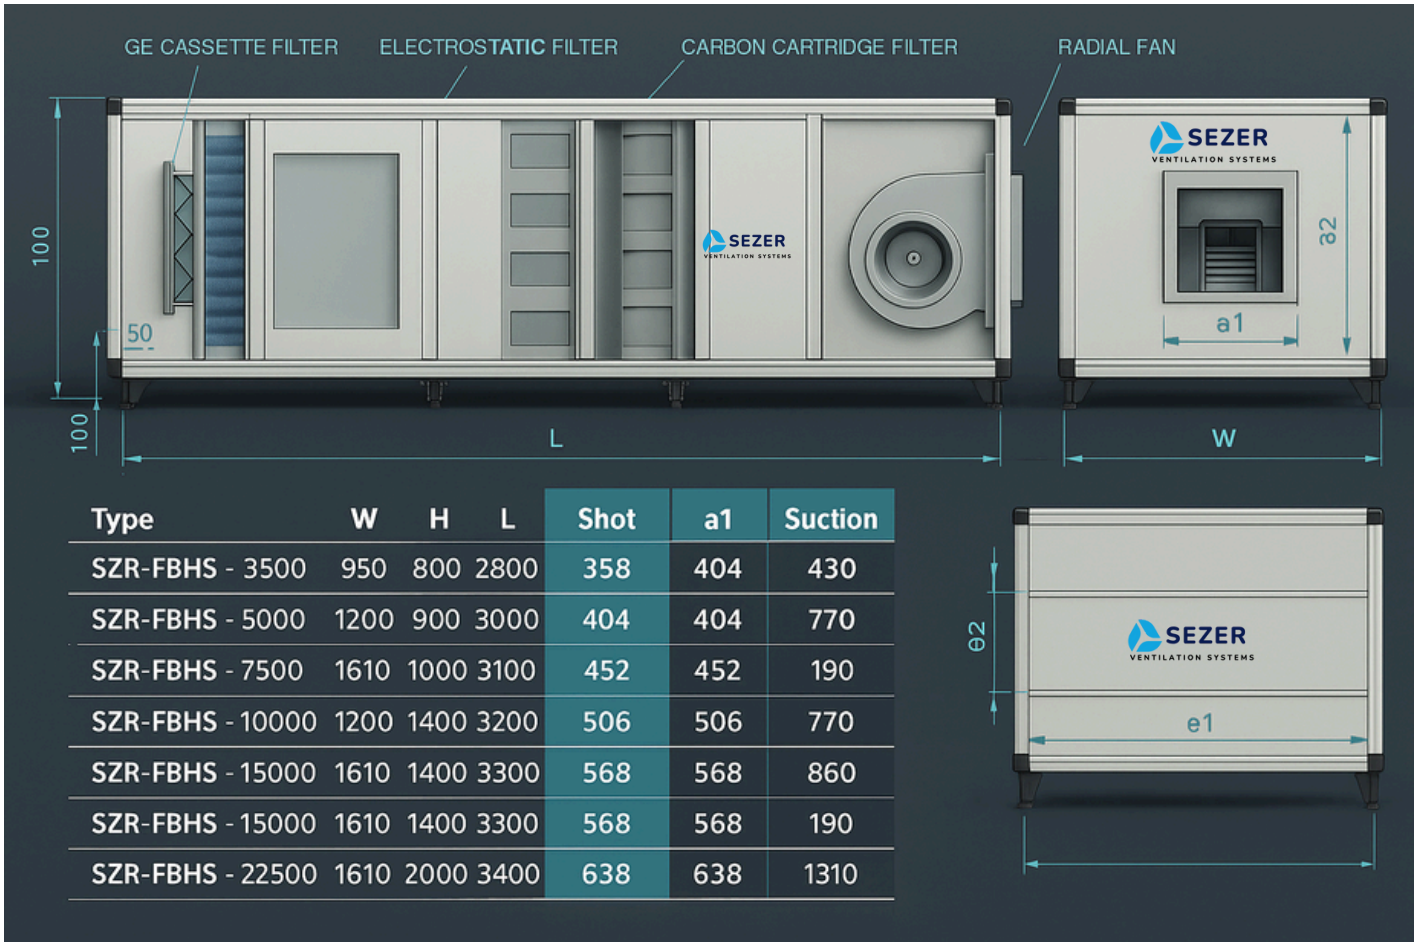 GE CASSETTE FILTER
ELECTROSTATIC FILTER
CARBON CARTRIDGE FILTER
RADIAL FAN
SEZER
VENTILATION SYSTEMS
100
50
100
SEZER
VENTILATION SYSTEMS
a2
a1
L
W
Type W H L Shot a1 Suction
SZR-FBHS - 3500 950 800 2800 358 404 430
SZR-FBHS - 5000 1200 900 3000 404 404 770
SZR-FBHS - 7500 1610 1000 3100 452 452 190
SZR-FBHS - 10000 1200 1400 3200 506 506 770
SZR-FBHS - 15000 1610 1400 3300 568 568 860
SZR-FBHS - 15000 1610 1400 3300 568 568 190
SZR-FBHS - 22500 1610 2000 3400 638 638 1310
SEZER
VENTILATION SYSTEMS
θ2
e1